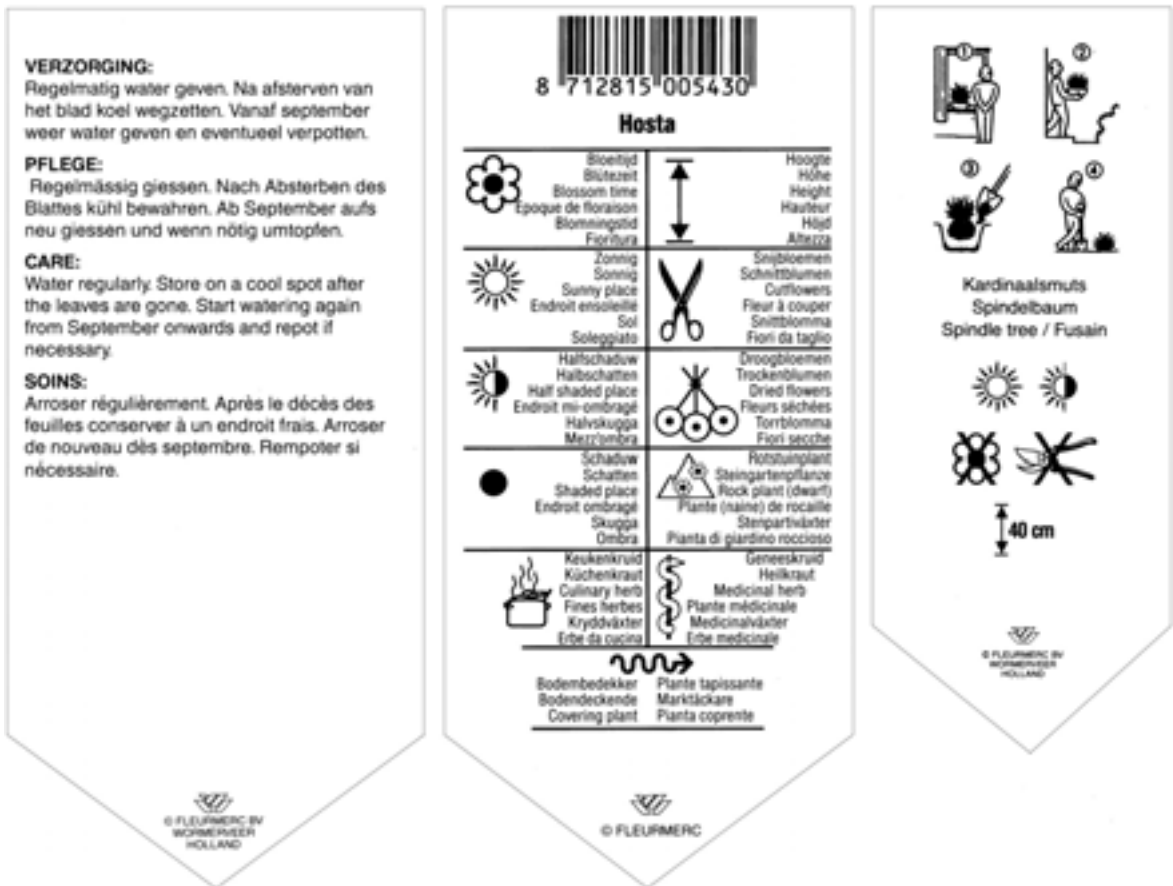 VERZORGING:
Regelmatig water geven. Na afsterven van
het blad koel wegzetten. Vanaf september
weer water geven en eventueel verpotten.
PFLEGE:
Regelmässig giessen. Nach Absterben des
Blattes kühl bewahren. Ab September aufs
neu giessen und wenn nötig umtopfen.
CARE:
Water regularly. Store on a cool spot after
the leaves are gone. Start watering again
from September onwards and repot if
necessary.
SOINS:
Arroser régulièrement. Après le décès des
feuilles conserver à un endroit frais. Arroser
de nouveau dès septembre. Rempoter si
nécessaire.
© FLEURMERC BV
WORMERVEER
HOLLAND
8 712815 005430
Hosta
Bloeitijd
Blütezeit
Blossom time
Epoque de floraison
Blomningstid
Fioritura
Hoogte
Höhe
Height
Hauteur
Höjd
Altezza
Zonnig
Sonnig
Sunny place
Endroit ensoleillé
Sol
Soleggiato
Snijbloemen
Schnittblumen
Cutflowers
Fleur à couper
Snittblomma
Fiori da taglio
Halfschaduw
Halbschatten
Half shaded place
Endroit mi-ombragé
Halvskugga
Mezz'ombra
Droogbloemen
Trockenblumen
Dried flowers
Fleurs séchées
Torrblomma
Fiori secche
Schaduw
Schatten
Shaded place
Endroit ombragé
Skugga
Ombra
Rotstuinplant
Steingartenpflanze
Rock plant (dwarf)
Plante (naine) de rocaille
Stenpartiväxter
Pianta di giardino roccioso
Keukenkruid
Küchenkraut
Culinary herb
Fines herbes
Kryddväxter
Erbe da cucina
Geneeskruid
Heilkraut
Medicinal herb
Plante médicinale
Medicinalväxter
Erbe medicinale
Bodembedekker
Bodendeckende
Covering plant
Plante tapissante
Marktäckare
Pianta coprente
© FLEURMERC
1
2
3
4
Kardinaalsmuts
Spindelbaum
Spindle tree / Fusain
40 cm
© FLEURMERC BV
WORMERVEER
HOLLAND